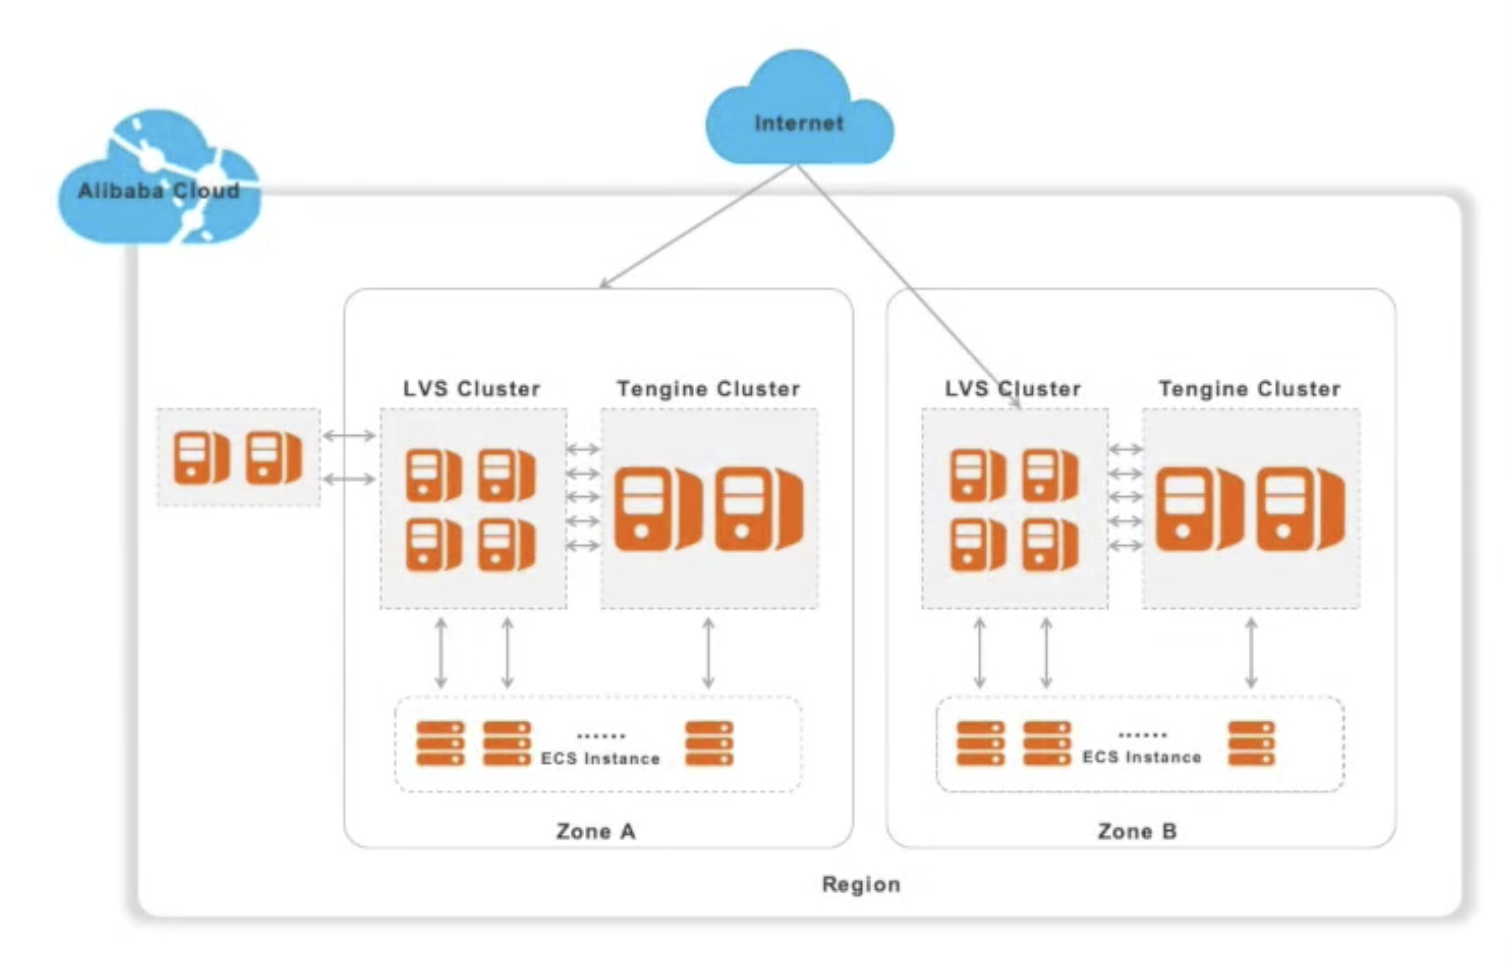 Internet
Alibaba Cloud
LVS Cluster
Tengine Cluster
LVS Cluster
Tengine Cluster
......
ECS Instance
......
ECS Instance
Zone A
Zone B
Region